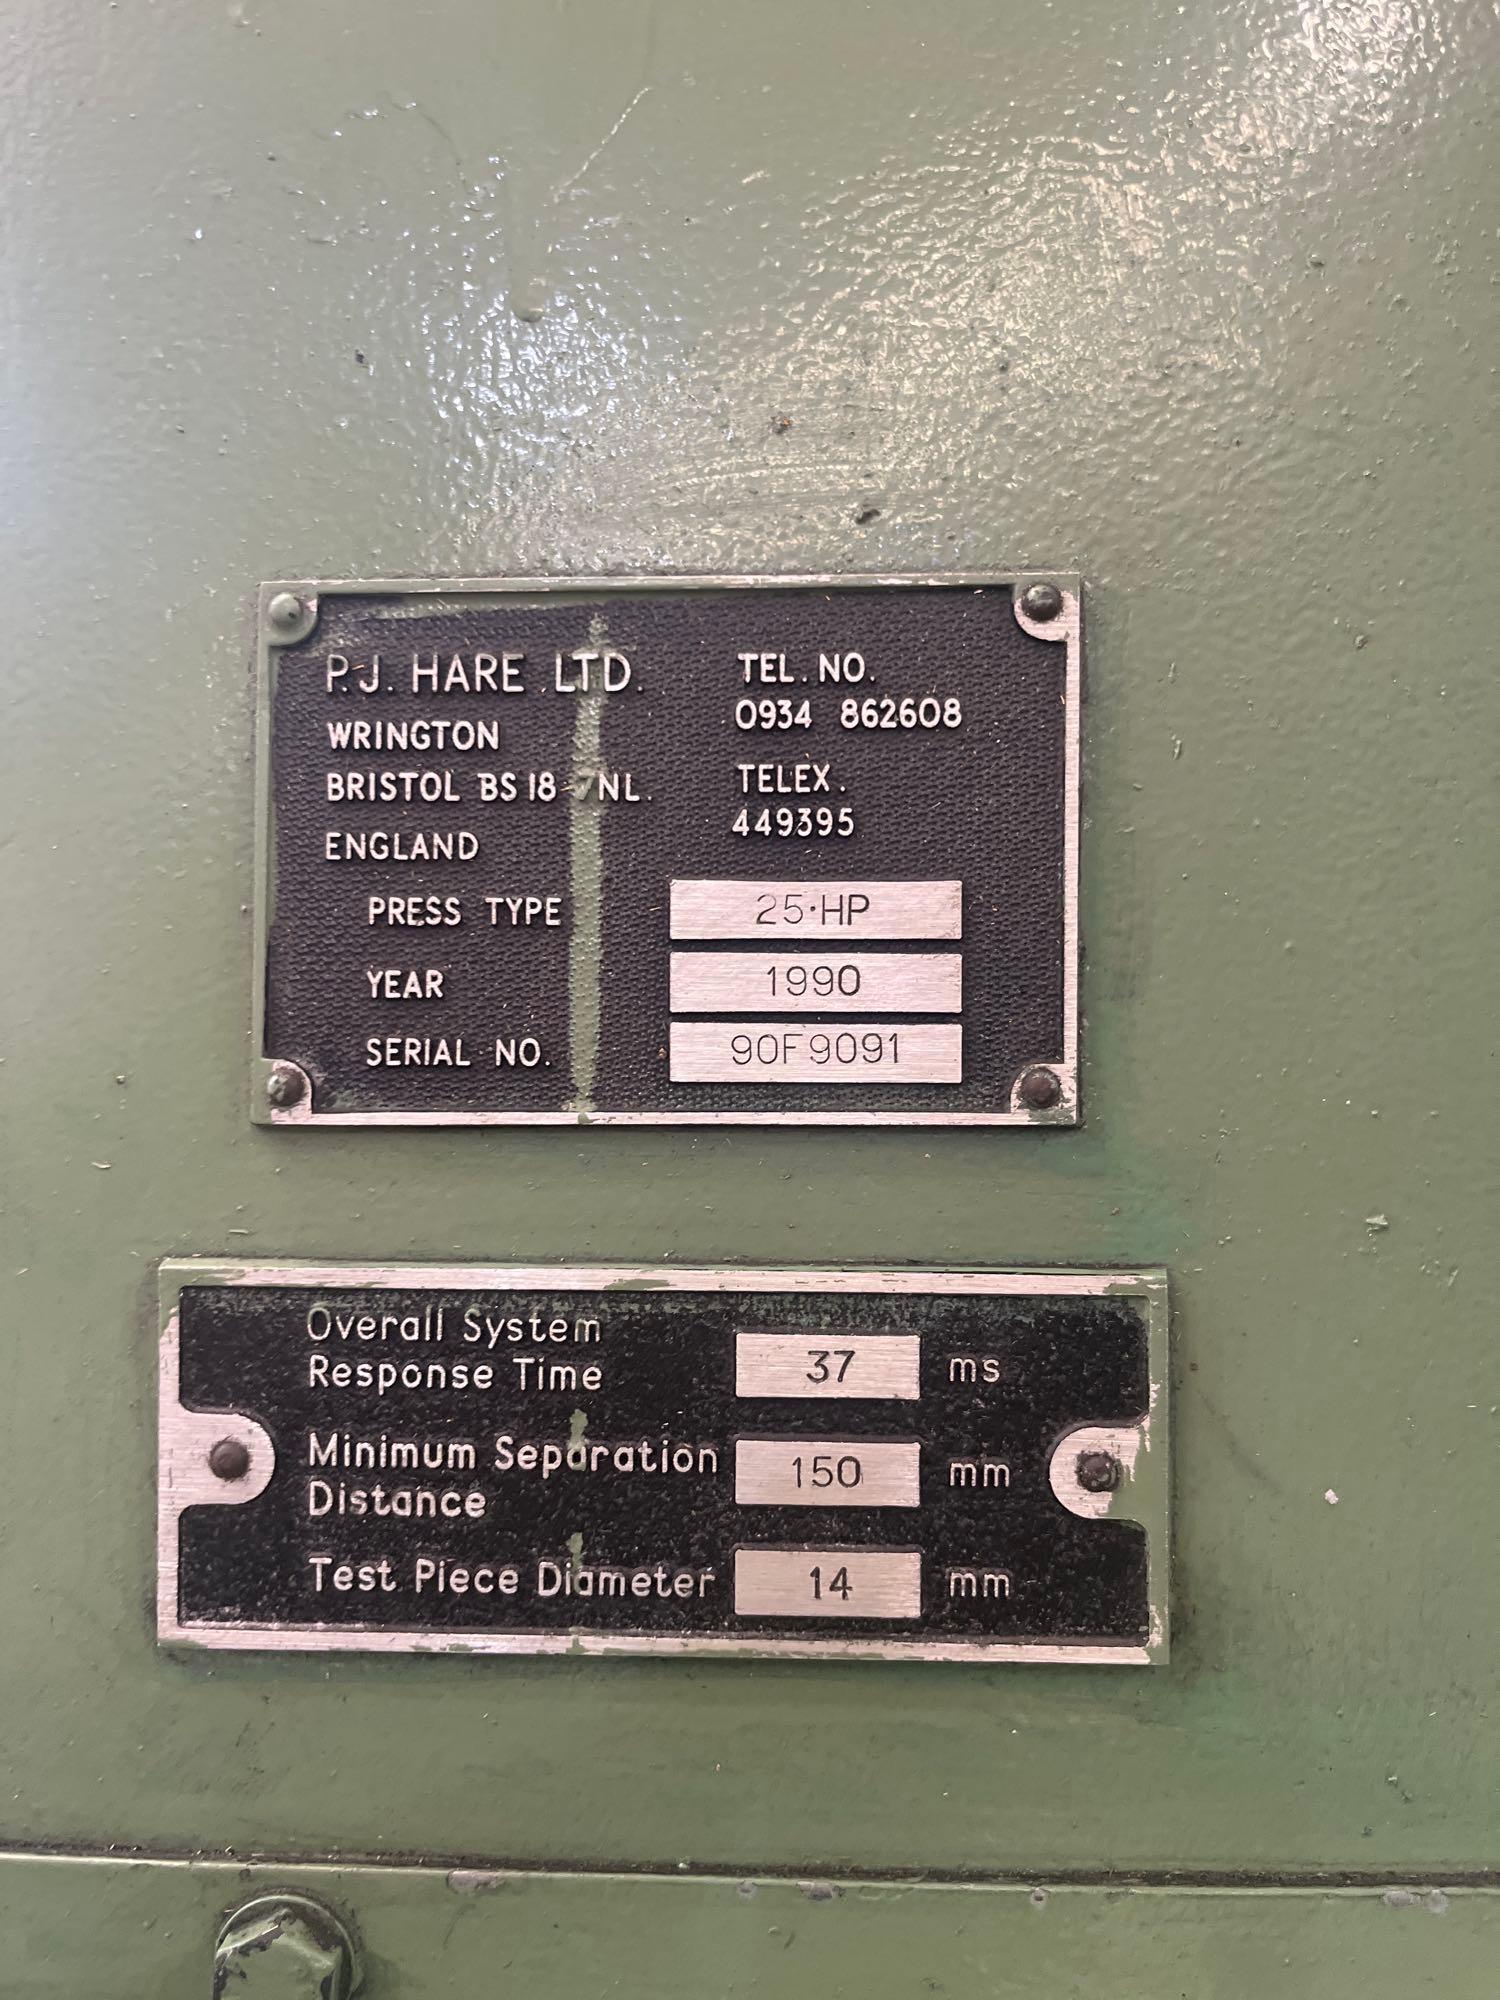 P.J. HARE LTD.
WRINGTON
BRISTOL BS18 7NL.
ENGLAND
TEL. NO.
0934 862608
TELEX.
449395
PRESS TYPE 25·HP
YEAR 1990
SERIAL NO. 90F9091
Overall System
Response Time 37 ms
Minimum Separation
Distance 150 mm
Test Piece Diameter 14 mm